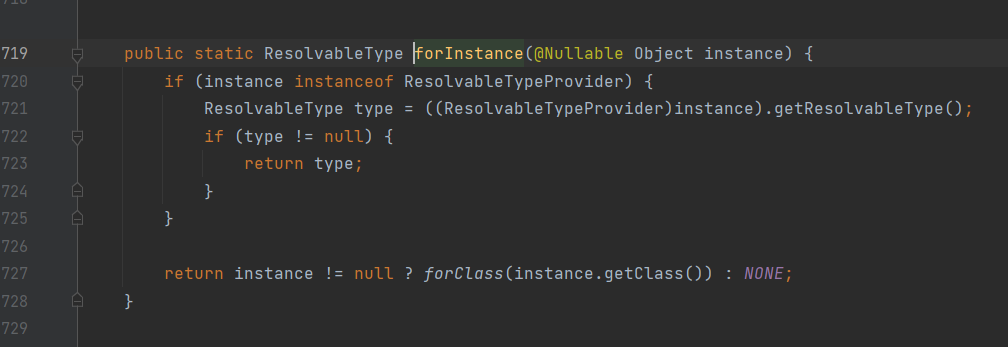 719 public static ResolvableType forInstance(@Nullable Object instance) {
720 if (instance instanceof ResolvableTypeProvider) {
721 ResolvableType type = ((ResolvableTypeProvider)instance).getResolvableType();
722 if (type != null) {
723 return type;
724 }
725 }
726
727 return instance != null ? forClass(instance.getClass()) : NONE;
728 }
729